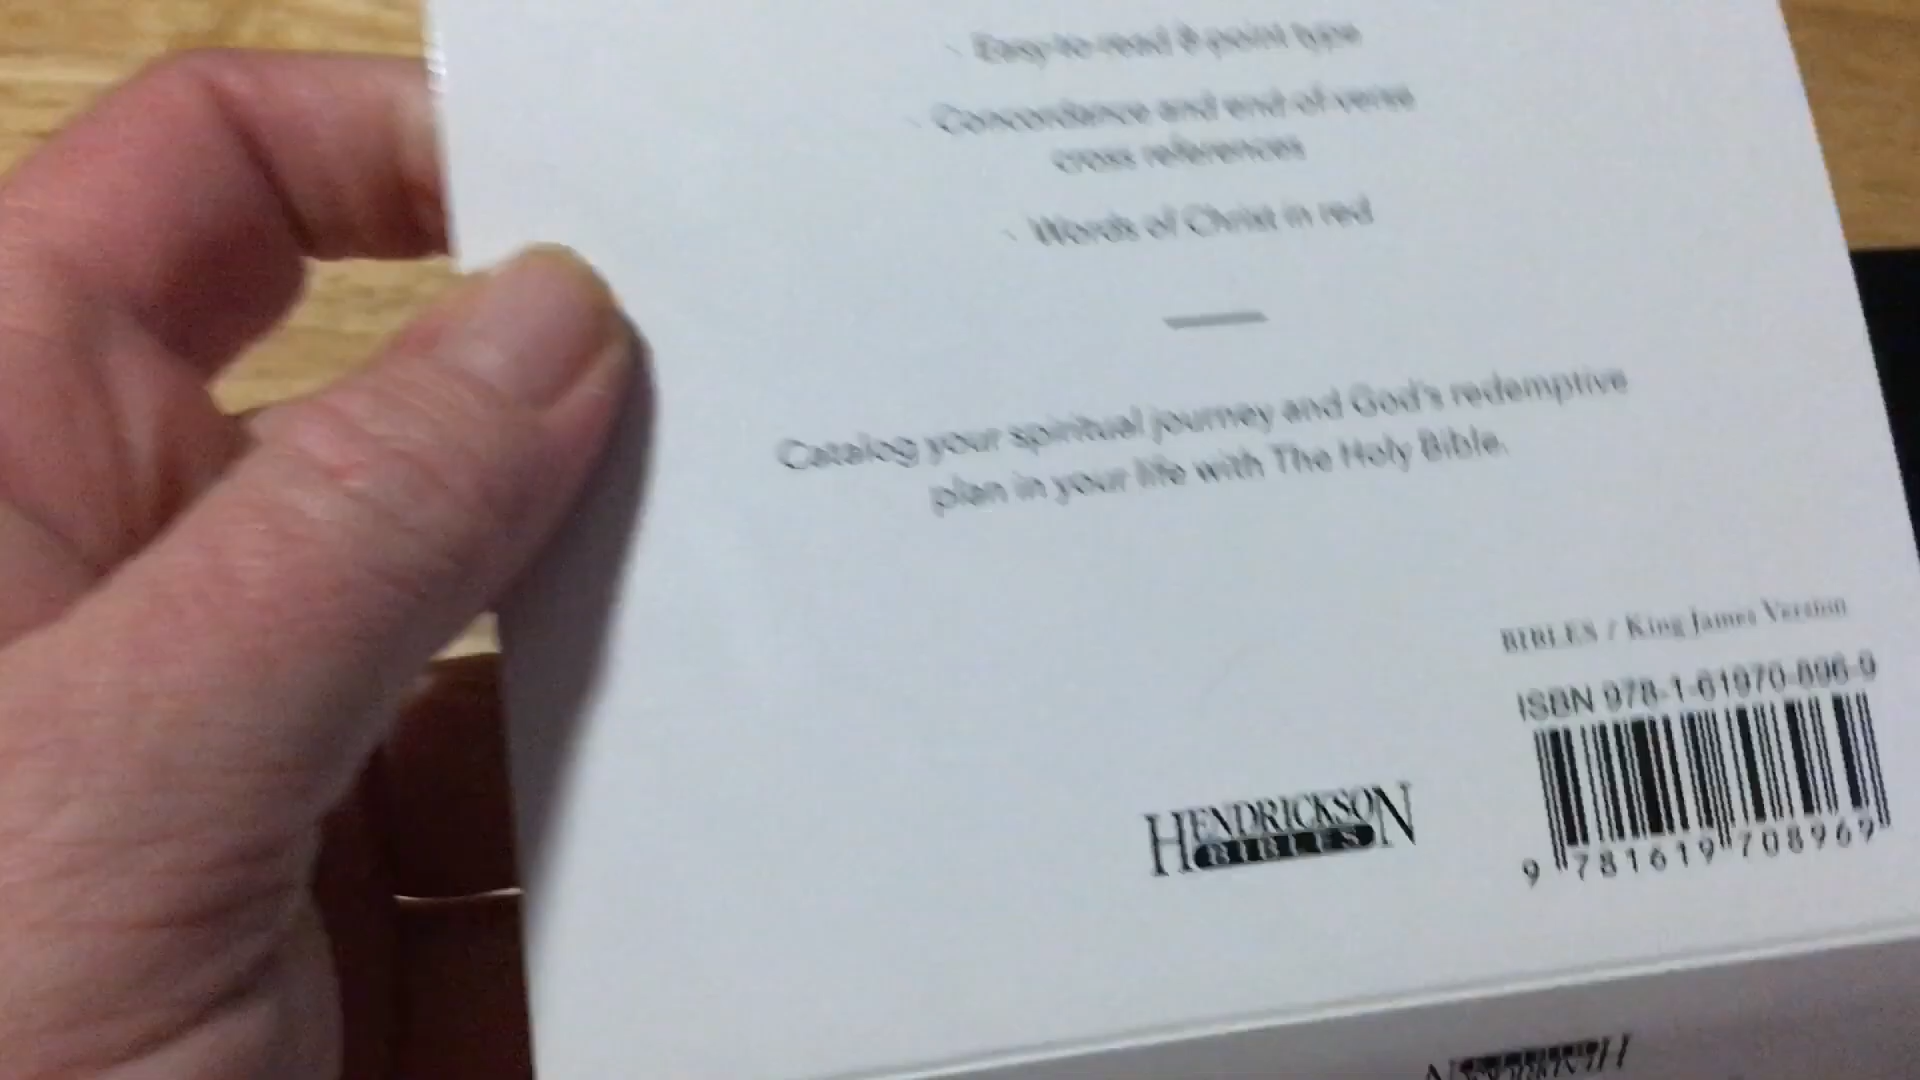 Easy-to-read 8-point type
Concordance and end-of-verse
cross references
Words of Christ in red
Catalog your spiritual journey and God's redemptive
plan in your life with The Holy Bible.
BIBLES / King James Version
ISBN 978-1-61970-896-9
HENDRICKSON
BIBLES
9 781619 708969